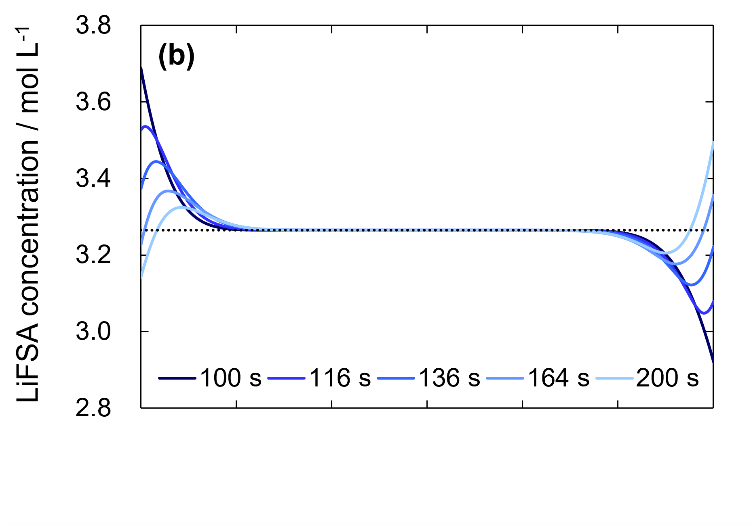 LiFSA concentration / mol L-1
(b)
3.8
3.6
3.4
3.2
3.0
2.8
100 s 116 s 136 s 164 s 200 s